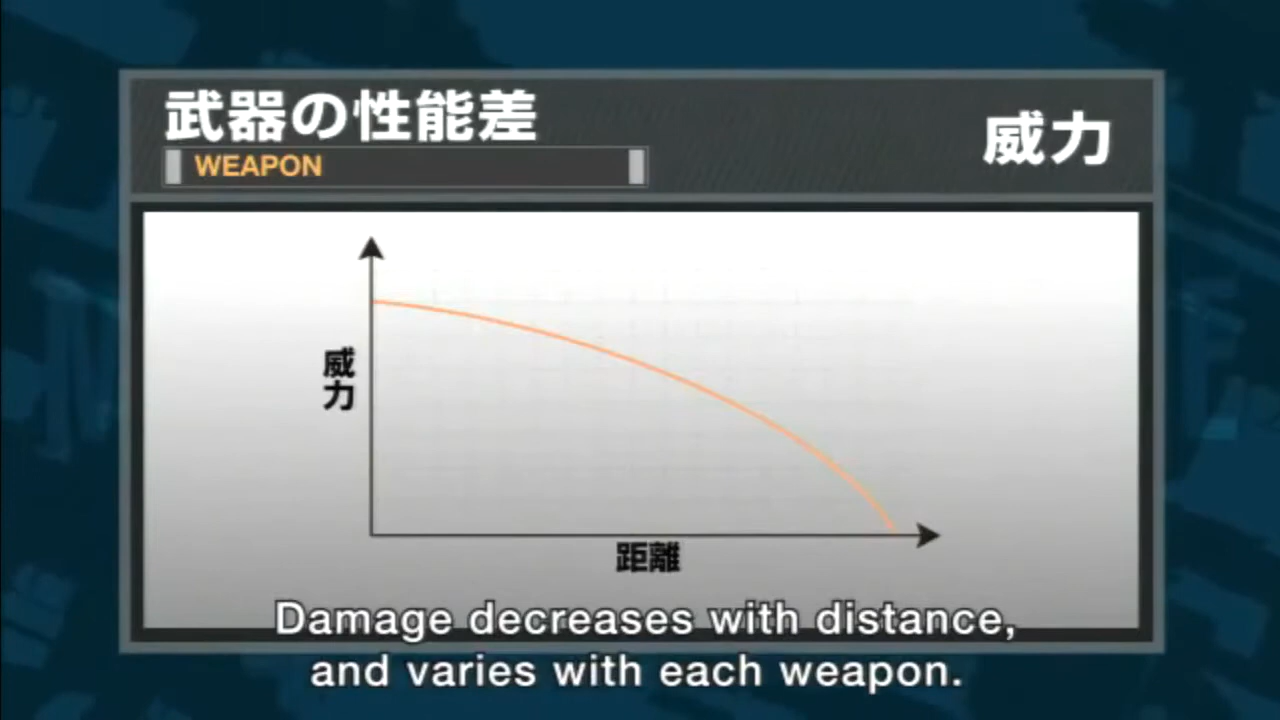 武器の性能差
WEAPON
威力
威力
距離
Damage decreases with distance,
and varies with each weapon.